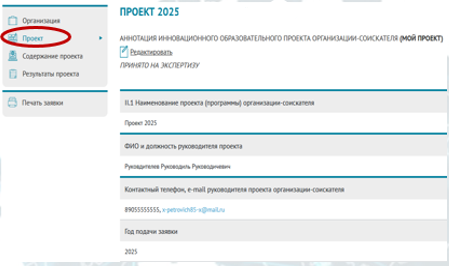 Организация
Проект
Содержание проекта
Результаты проекта
Печать заявки
ПРОЕКТ 2025
АННОТАЦИЯ ИННОВАЦИОННОГО ОБРАЗОВАТЕЛЬНОГО ПРОЕКТА ОРГАНИЗАЦИИ-СОИСКАТЕЛЯ (МОЙ ПРОЕКТ)
Редактировать
ПРИНЯТО НА ЭКСПЕРТИЗУ
II.1 Наименование проекта (программы) организации-соискателя
Проект 2025
ФИО и должность руководителя проекта
Руководителев Руководиль Руководичевич
Контактный телефон, e-mail руководителя проекта организации-соискателя
89055555555, v-petrovich85-v@mail.ru
Год подачи заявки
2025